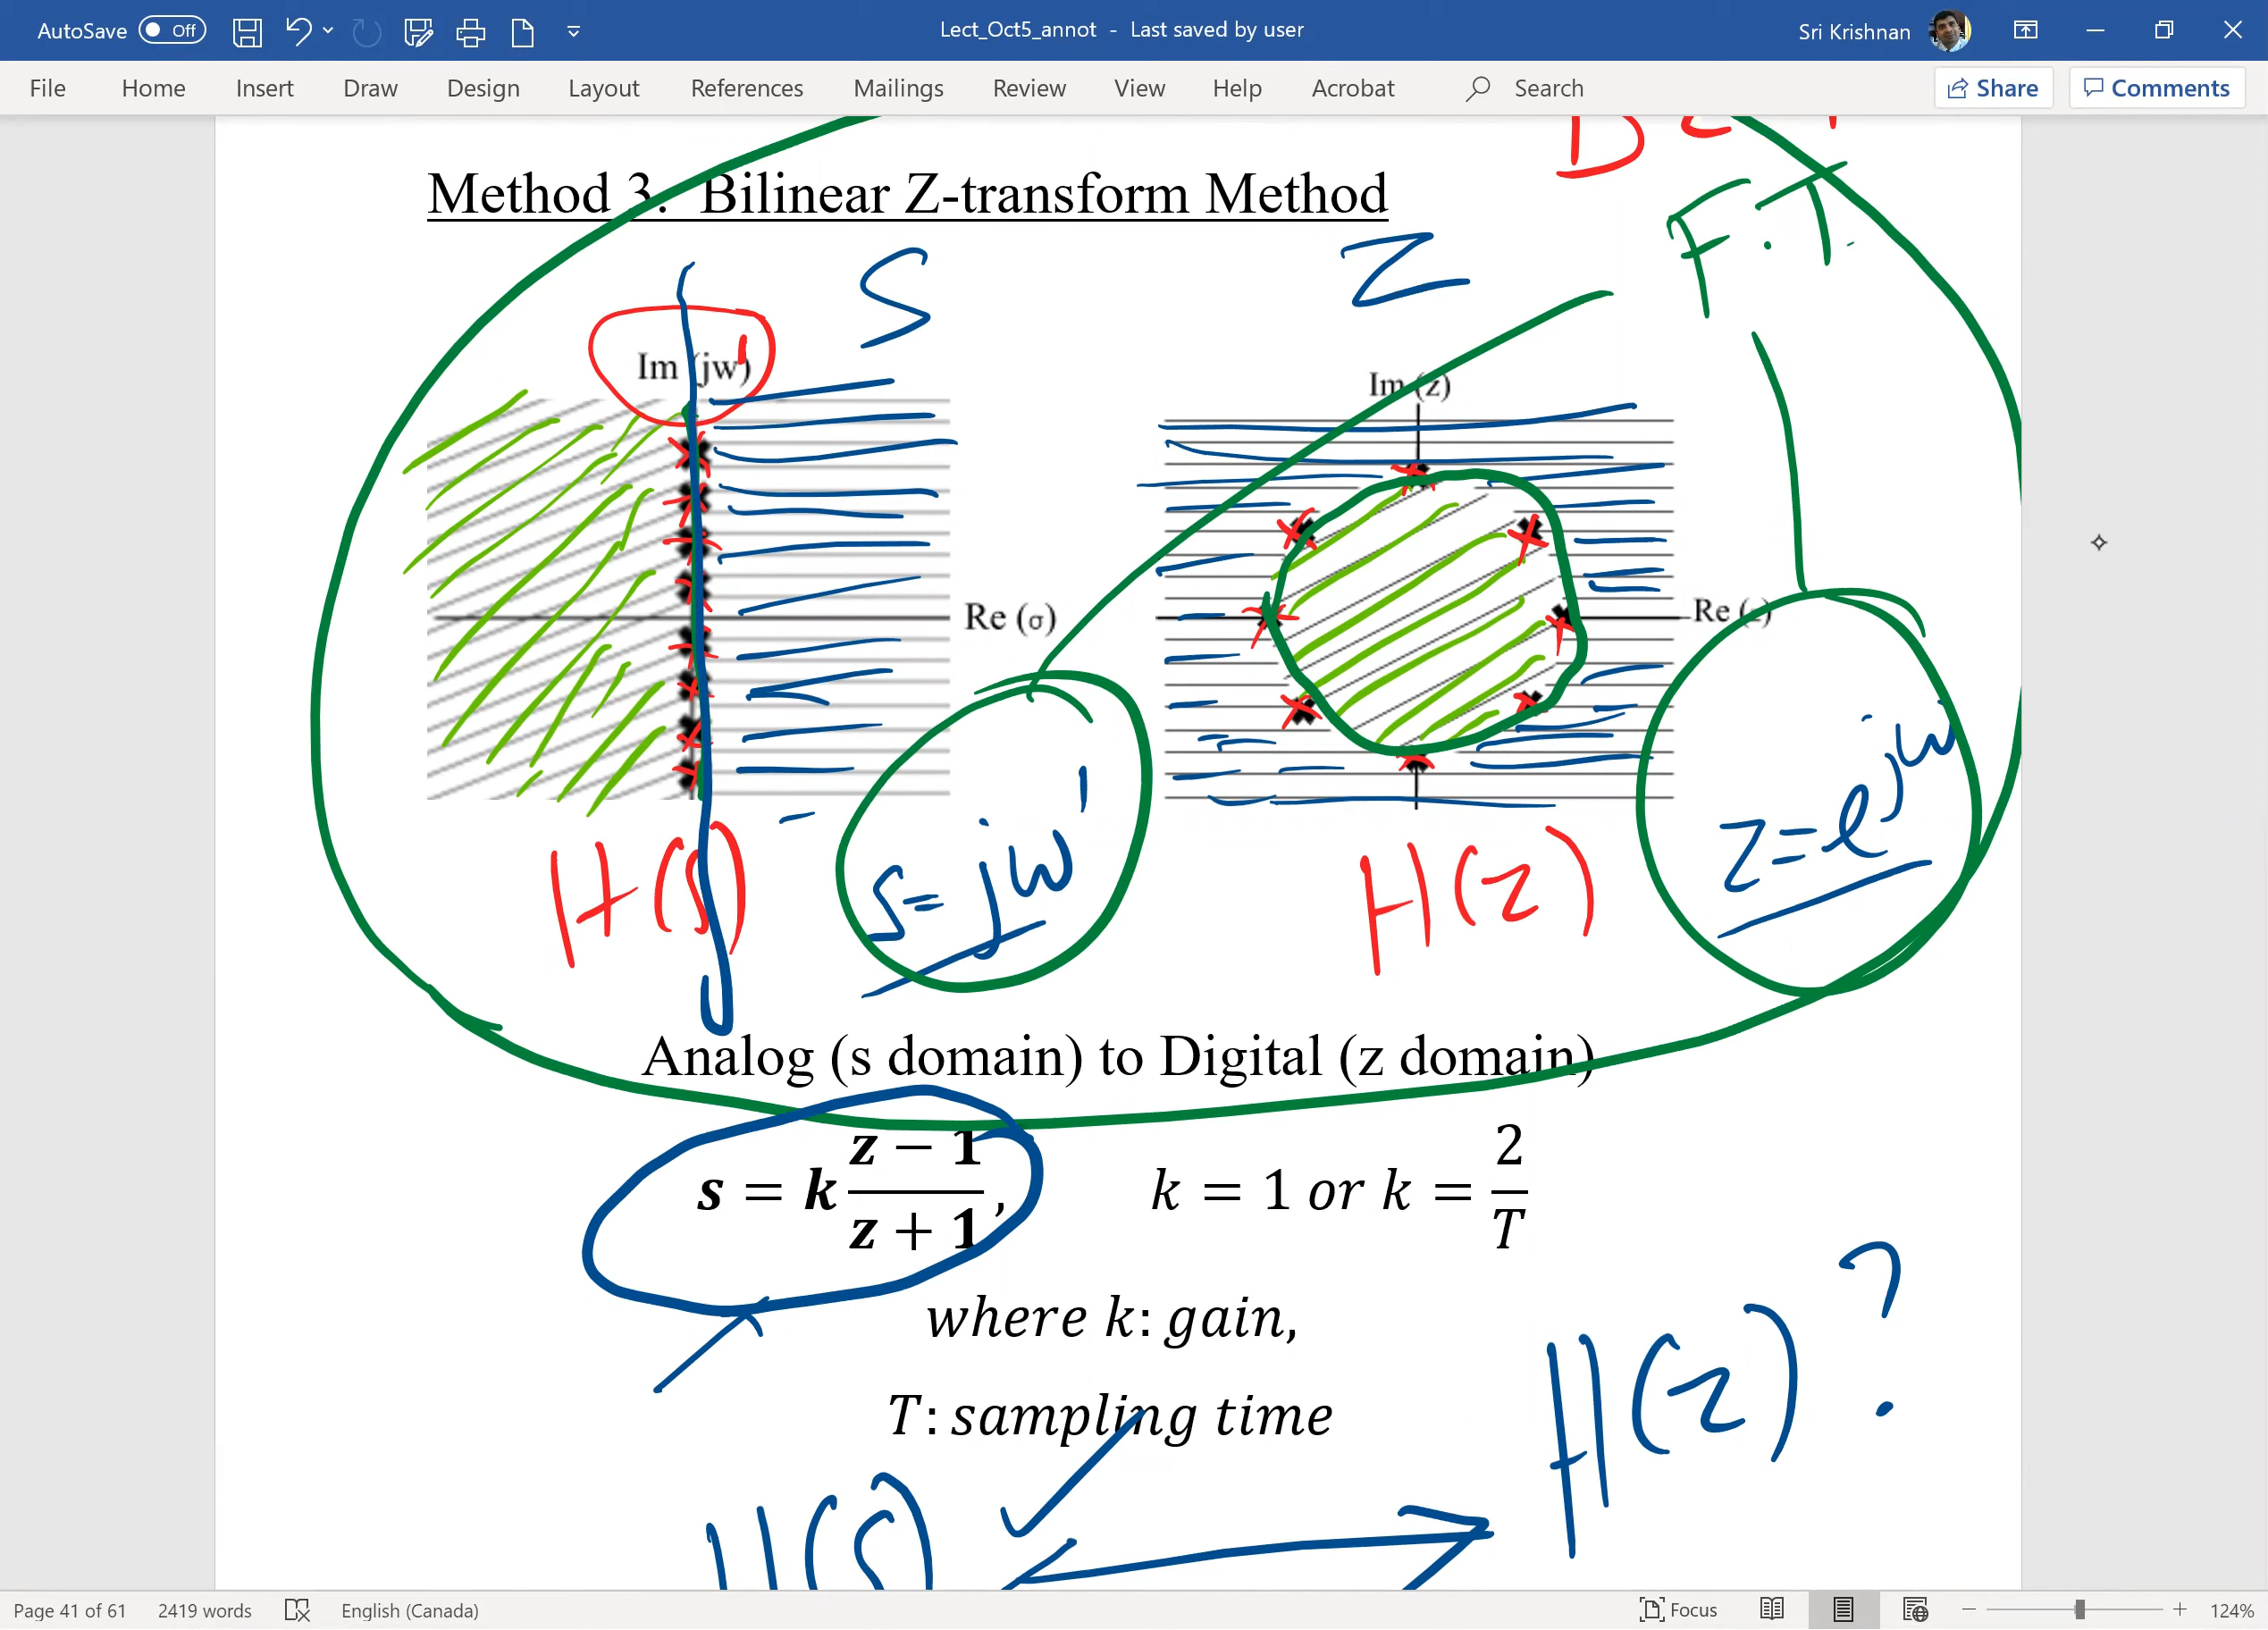 AutoSave Off Lect_Oct5_annot - Last saved by user Sri Krishnan
File Home Insert Draw Design Layout References Mailings Review View Help Acrobat Search Share Comments
Method 3. Bilinear Z-transform Method
F.T.
S Z
Im (jw')
Im (z)
Re (σ)
Re (z)
s=jw'
z=e^jw
H(s) H(z)
Analog (s domain) to Digital (z domain)
s = k (z − 1)/(z + 1), k = 1 or k = 2/T
where k: gain,
T: sampling time
H(z)?
H(s)
Page 41 of 61 2419 words English (Canada) Focus 124%